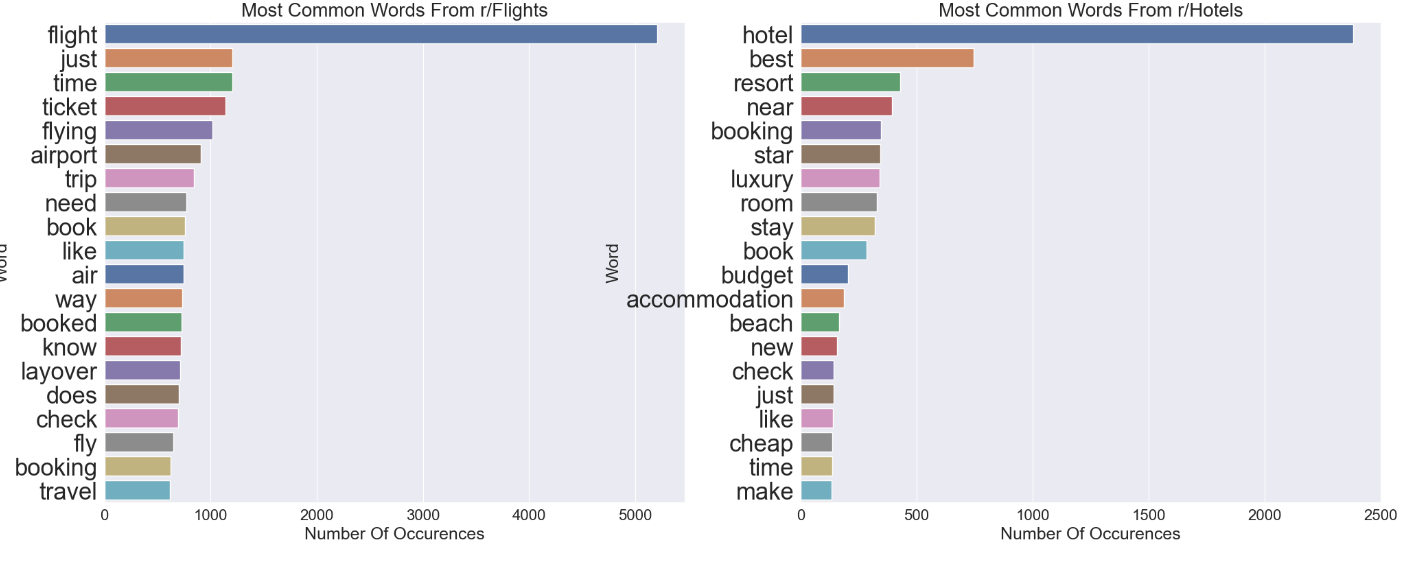 Most Common Words From r/Flights
flight
just
time
ticket
flying
airport
trip
need
book
like
air
way
booked
know
layover
does
check
fly
booking
travel
Word
0 1000 2000 3000 4000 5000
Number Of Occurences
Most Common Words From r/Hotels
hotel
best
resort
near
booking
star
luxury
room
stay
book
budget
accommodation
beach
new
check
just
like
cheap
time
make
Word
0 500 1000 1500 2000 2500
Number Of Occurences